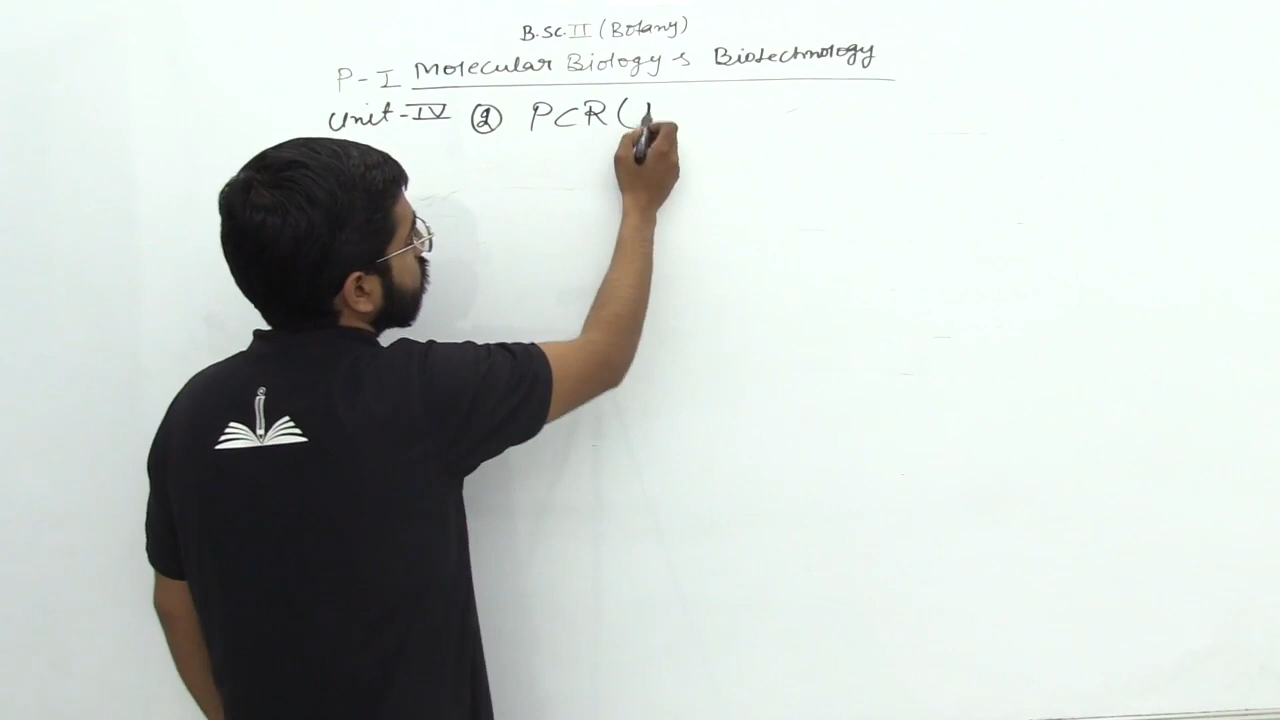 B.Sc.II (Botany)
P-I Molecular Biology & Biotechnology
Unit-IV ② PCR (